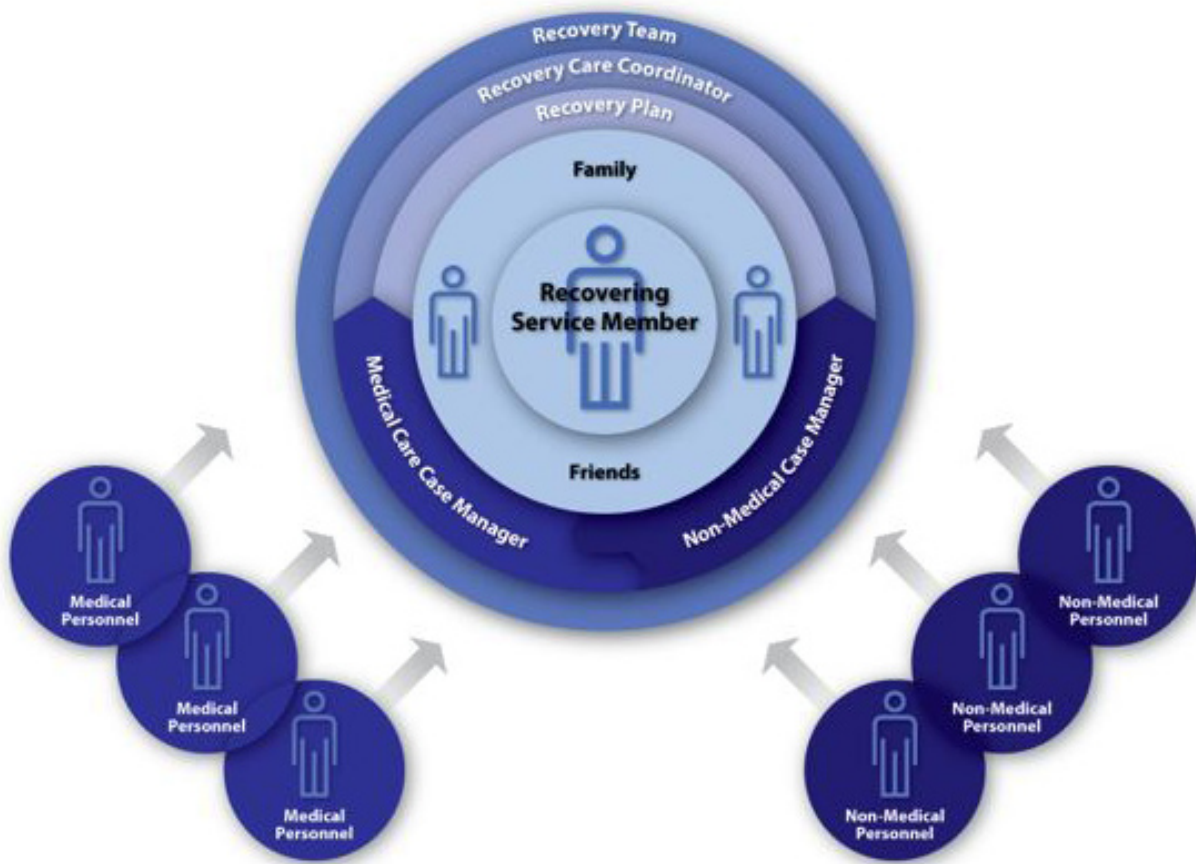 Recovery Team
Recovery Care Coordinator
Recovery Plan
Family
Recovering
Service Member
Friends
Medical Care Case Manager
Non-Medical Case Manager
Medical
Personnel
Medical
Personnel
Medical
Personnel
Non-Medical
Personnel
Non-Medical
Personnel
Non-Medical
Personnel